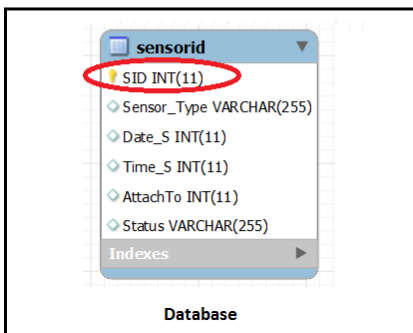 sensorid
SID INT(11)
Sensor_Type VARCHAR(255)
Date_S INT(11)
Time_S INT(11)
AttachTo INT(11)
Status VARCHAR(255)
Indexes
Database